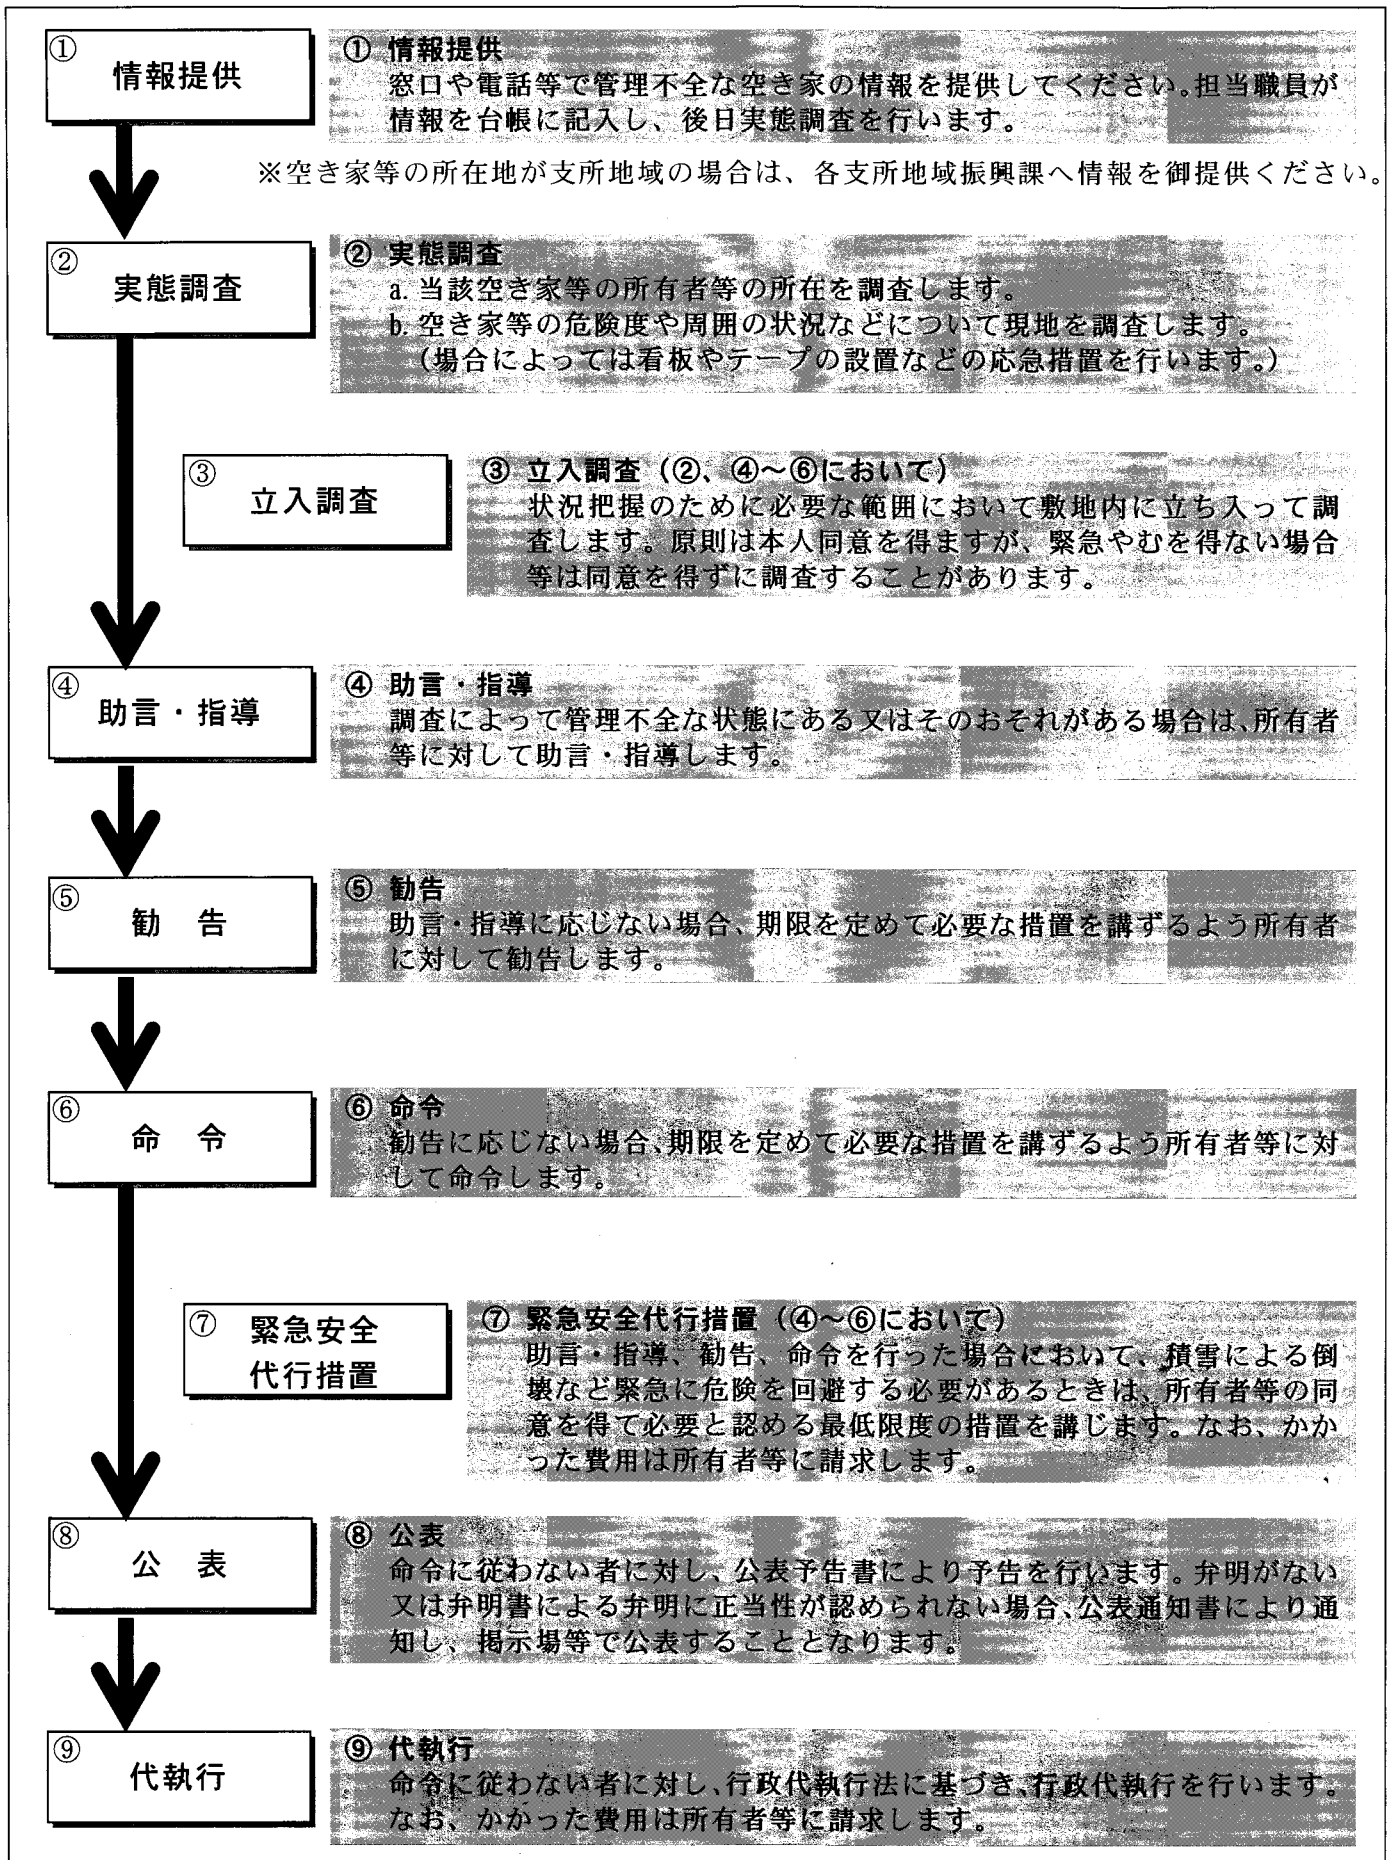 ①
情報提供
① 情報提供
窓口や電話等で管理不全な空き家の情報を提供してください。担当職員が
情報を台帳に記入し、後日実態調査を行います。
※空き家等の所在地が支所地域の場合は、各支所地域振興課へ情報を御提供ください。
②
実態調査
② 実態調査
a. 当該空き家等の所有者等の所在を調査します。
b. 空き家等の危険度や周囲の状況などについて現地を調査します。
（場合によっては看板やテープの設置などの応急措置を行います。）
③
立入調査
③ 立入調査（②、④～⑥において）
状況把握のために必要な範囲において敷地内に立ち入って調
査します。原則は本人同意を得ますが、緊急やむを得ない場合
等は同意を得ずに調査することがあります。
④
助言・指導
④ 助言・指導
調査によって管理不全な状態にある又はそのおそれがある場合は、所有者
等に対して助言・指導します。
⑤
勧　告
⑤ 勧告
助言・指導に応じない場合、期限を定めて必要な措置を講ずるよう所有者
に対して勧告します。
⑥
命　令
⑥ 命令
勧告に応じない場合、期限を定めて必要な措置を講ずるよう所有者等に対
して命令します。
⑦
緊急安全
代行措置
⑦ 緊急安全代行措置（④～⑥において）
助言・指導、勧告、命令を行った場合において、積雪による倒
壊など緊急に危険を回避する必要があるときは、所有者等の同
意を得て必要と認める最低限度の措置を講じます。なお、かか
った費用は所有者等に請求します。
⑧
公　表
⑧ 公表
命令に従わない者に対し、公表予告書により予告を行います。弁明がない
又は弁明書による弁明に正当性が認められない場合、公表通知書により通
知し、掲示場等で公表することとなります。
⑨
代執行
⑨ 代執行
命令に従わない者に対し、行政代執行法に基づき、行政代執行を行います。
なお、かかった費用は所有者等に請求します。